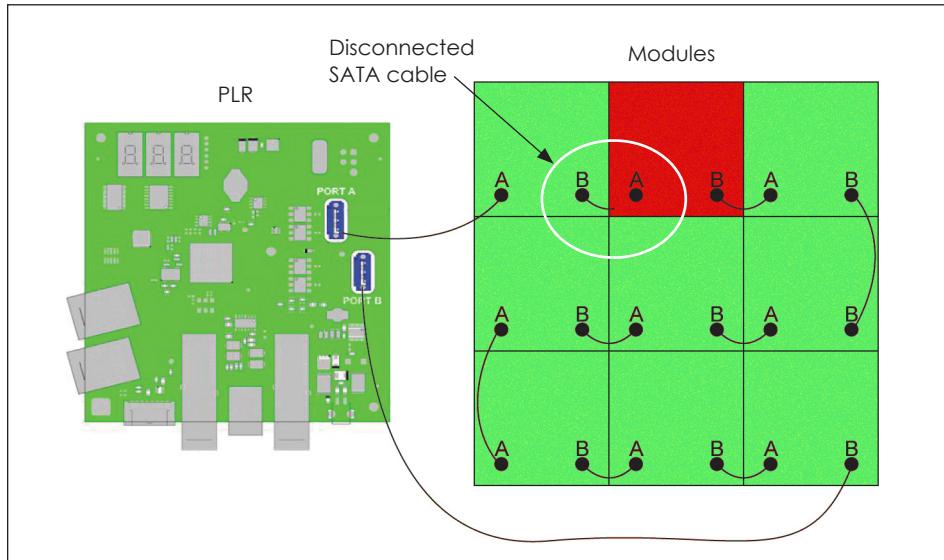 Disconnected
SATA cable
Modules
PLR
PORT A
PORT B
A B A B A B
A B A B A B
A B A B A B